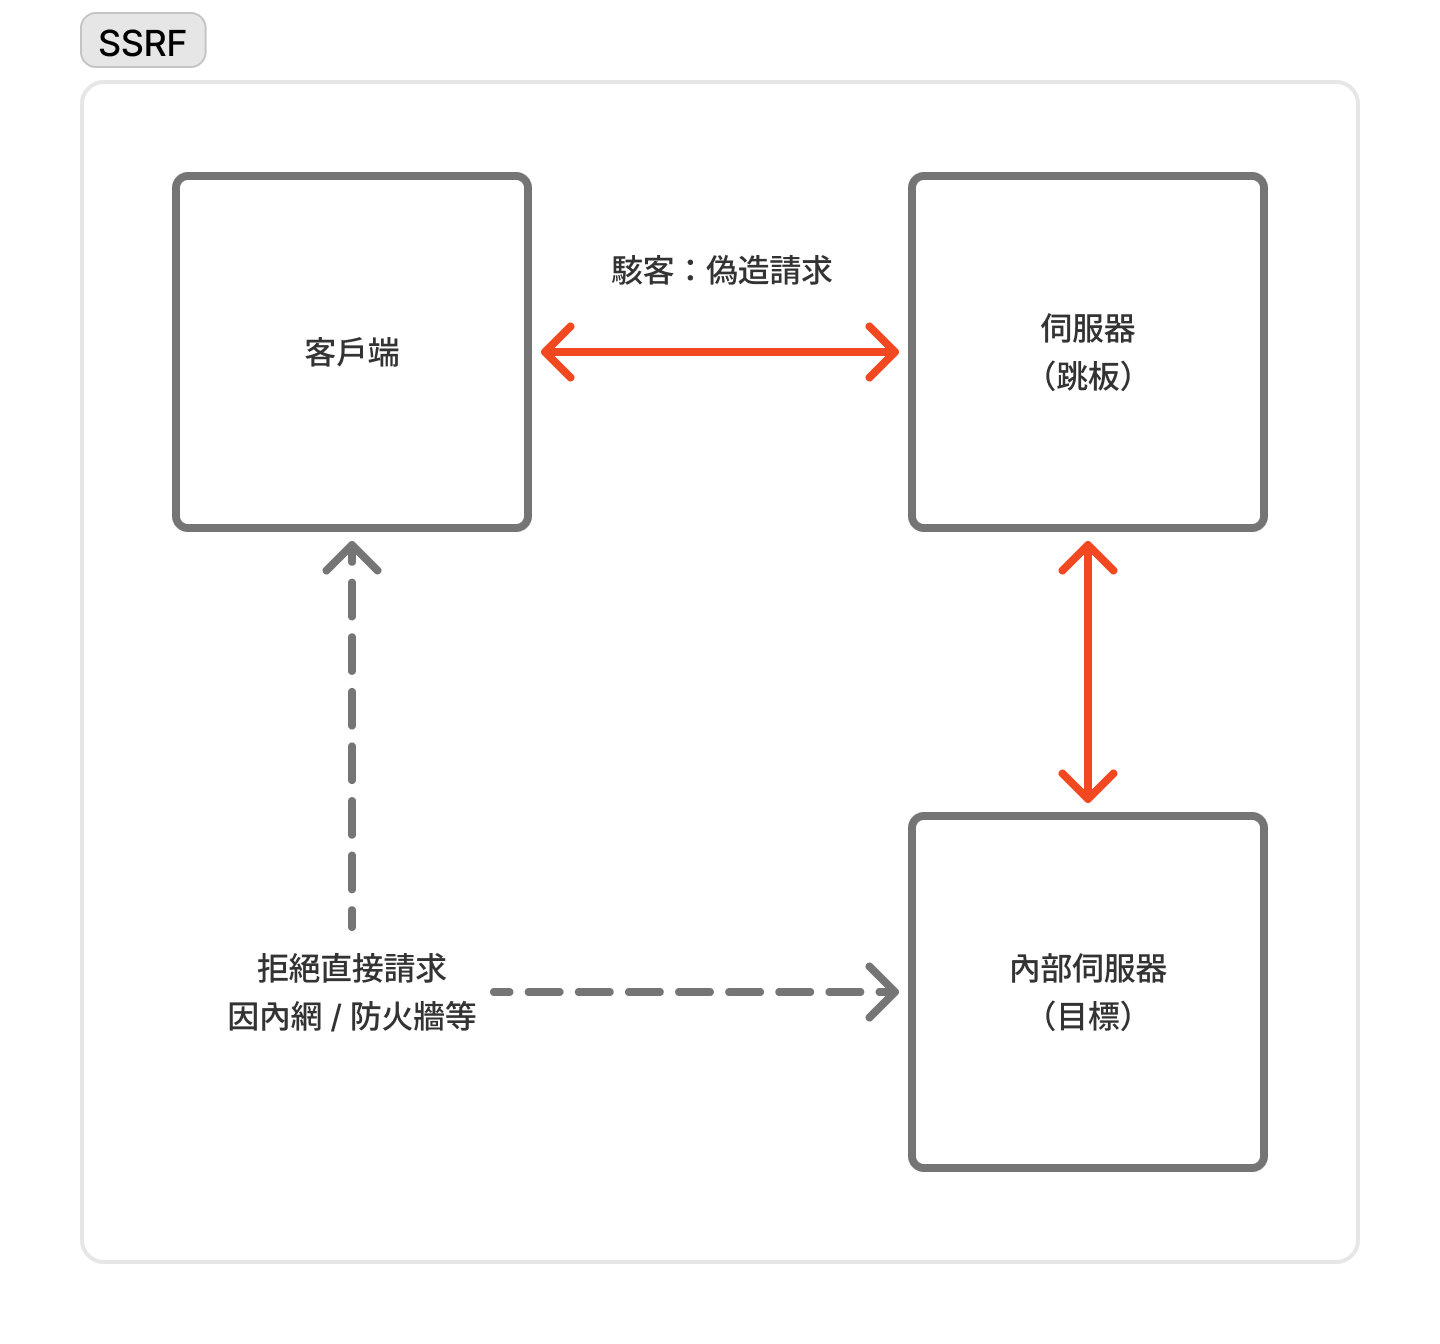 SSRF
駭客：偽造請求
客戶端
伺服器
（跳板）
拒絕直接請求
因內網 / 防火牆等
內部伺服器
（目標）